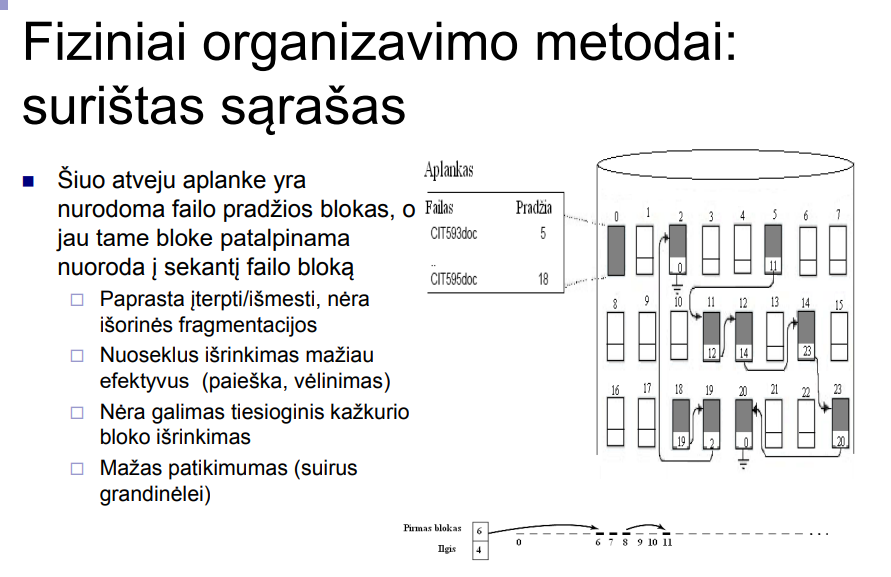 Fiziniai organizavimo metodai:
surištas sąrašas
Šiuo atveju aplanke yra
nurodoma failo pradžios blokas, o
jau tame bloke patalpinama
nuoroda į sekantį failo bloką
Paprasta įterpti/išmesti, nėra
išorinės fragmentacijos
Nuoseklus išrinkimas mažiau
efektyvus (paieška, vėlinimas)
Nėra galimas tiesioginis kažkurio
bloko išrinkimas
Mažas patikimumas (suirus
grandinėlei)
Aplankas
Failas Pradžia
CIT593doc 5
..
CIT595doc 18
0 1 2 3 4 5 6 7
0 11
8 9 10 11 12 13 14 15
12 14 23
16 17 18 19 20 21 22 23
19 2 0 20
Pirmas blokas 6
Ilgis 4
0 6 7 8 9 10 11
...